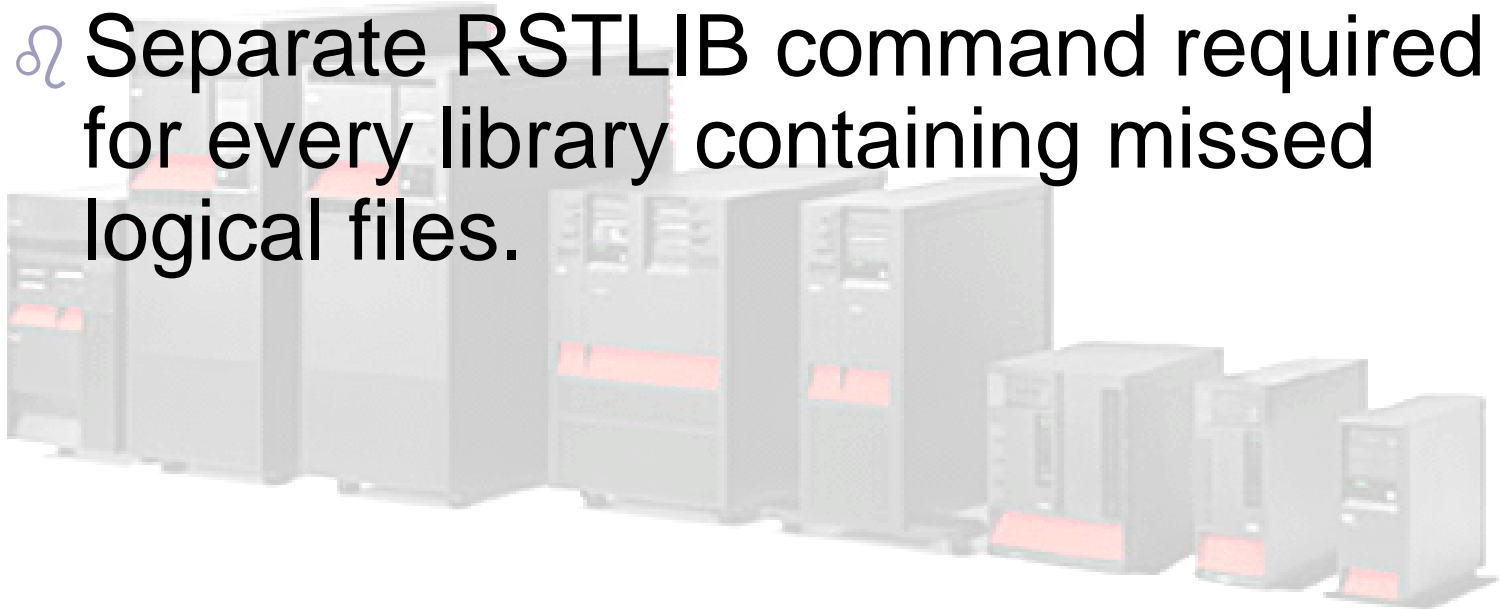 ♌ Separate RSTLIB command required
for every library containing missed
logical files.